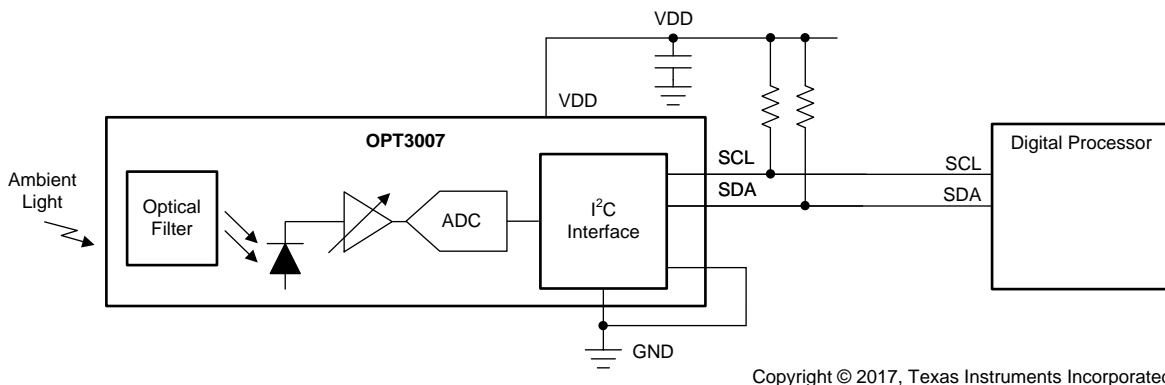 VDD
VDD
OPT3007
Digital Processor
SCL
SDA
SCL
SDA
Ambient
Light
Optical
Filter
ADC
I²C
Interface
GND
Copyright © 2017, Texas Instruments Incorporated